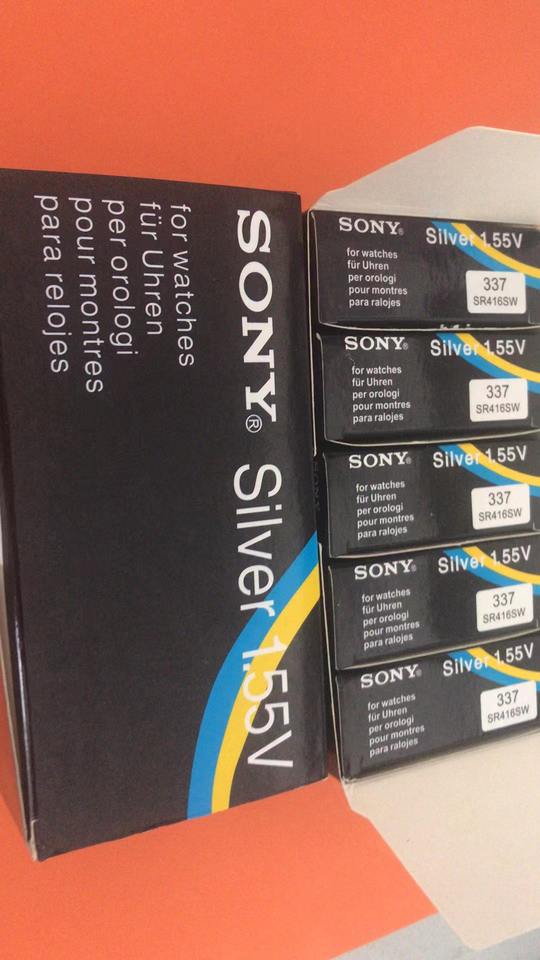 SONY® Silver 1.55V
for watches
für Uhren
per orologi
pour montres
para relojes
SONY® Silver 1.55V
for watches
für Uhren
per orologi
pour montres
para ralojes
337
SR416SW
SONY® Silver 1.55V
for watches
für Uhren
per orologi
pour montres
para ralojes
337
SR416SW
SONY® Silver 1.55V
for watches
für Uhren
per orologi
pour montres
para ralojes
337
SR416SW
SONY® Silver 1.55V
for watches
für Uhren
per orologi
pour montres
para ralojes
337
SR416SW
SONY® Silver 1.55V
for watches
für Uhren
per orologi
pour montres
para ralojes
337
SR416SW